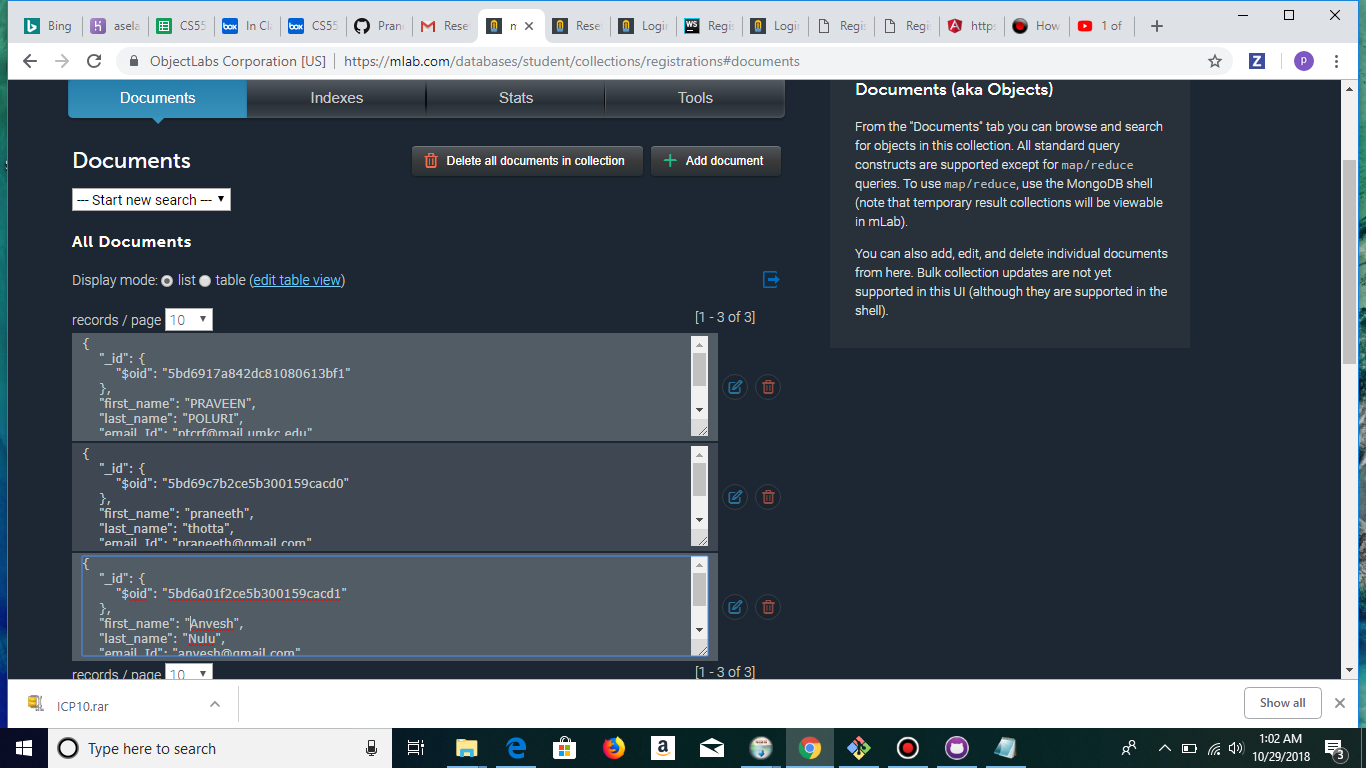 Bing
asela
CS55
In Cl
CS55
Pran
Rese
n
Rese
Login
Regis
Login
Regis
Regis
https
How
1 of
ObjectLabs Corporation [US] | https://mlab.com/databases/student/collections/registrations#documents
Documents
Indexes
Stats
Tools
Documents
Delete all documents in collection
Add document
--- Start new search ---
All Documents
Display mode: list table (edit table view)
records / page 10
[1 - 3 of 3]
{
"_id": {
"$oid": "5bd6917a842dc81080613bf1"
},
"first_name": "PRAVEEN",
"last_name": "POLURI",
"email_Id": "ptcrf@mail.umkc.edu"
{
"_id": {
"$oid": "5bd69c7b2ce5b300159cacd0"
},
"first_name": "praneeth",
"last_name": "thotta",
"email_Id": "praneeth@gmail.com"
{
"_id": {
"$oid": "5bd6a01f2ce5b300159cacd1"
},
"first_name": "Anvesh",
"last_name": "Nulu",
"email_Id": "anvesh@gmail.com"
records / page 10
[1 - 3 of 3]
Documents (aka Objects)
From the "Documents" tab you can browse and search
for objects in this collection. All standard query
constructs are supported except for map/reduce
queries. To use map/reduce, use the MongoDB shell
(note that temporary result collections will be viewable
in mLab).
You can also add, edit, and delete individual documents
from here. Bulk collection updates are not yet
supported in this UI (although they are supported in the
shell).
ICP10.rar
Show all
Type here to search
1:02 AM
10/29/2018
3